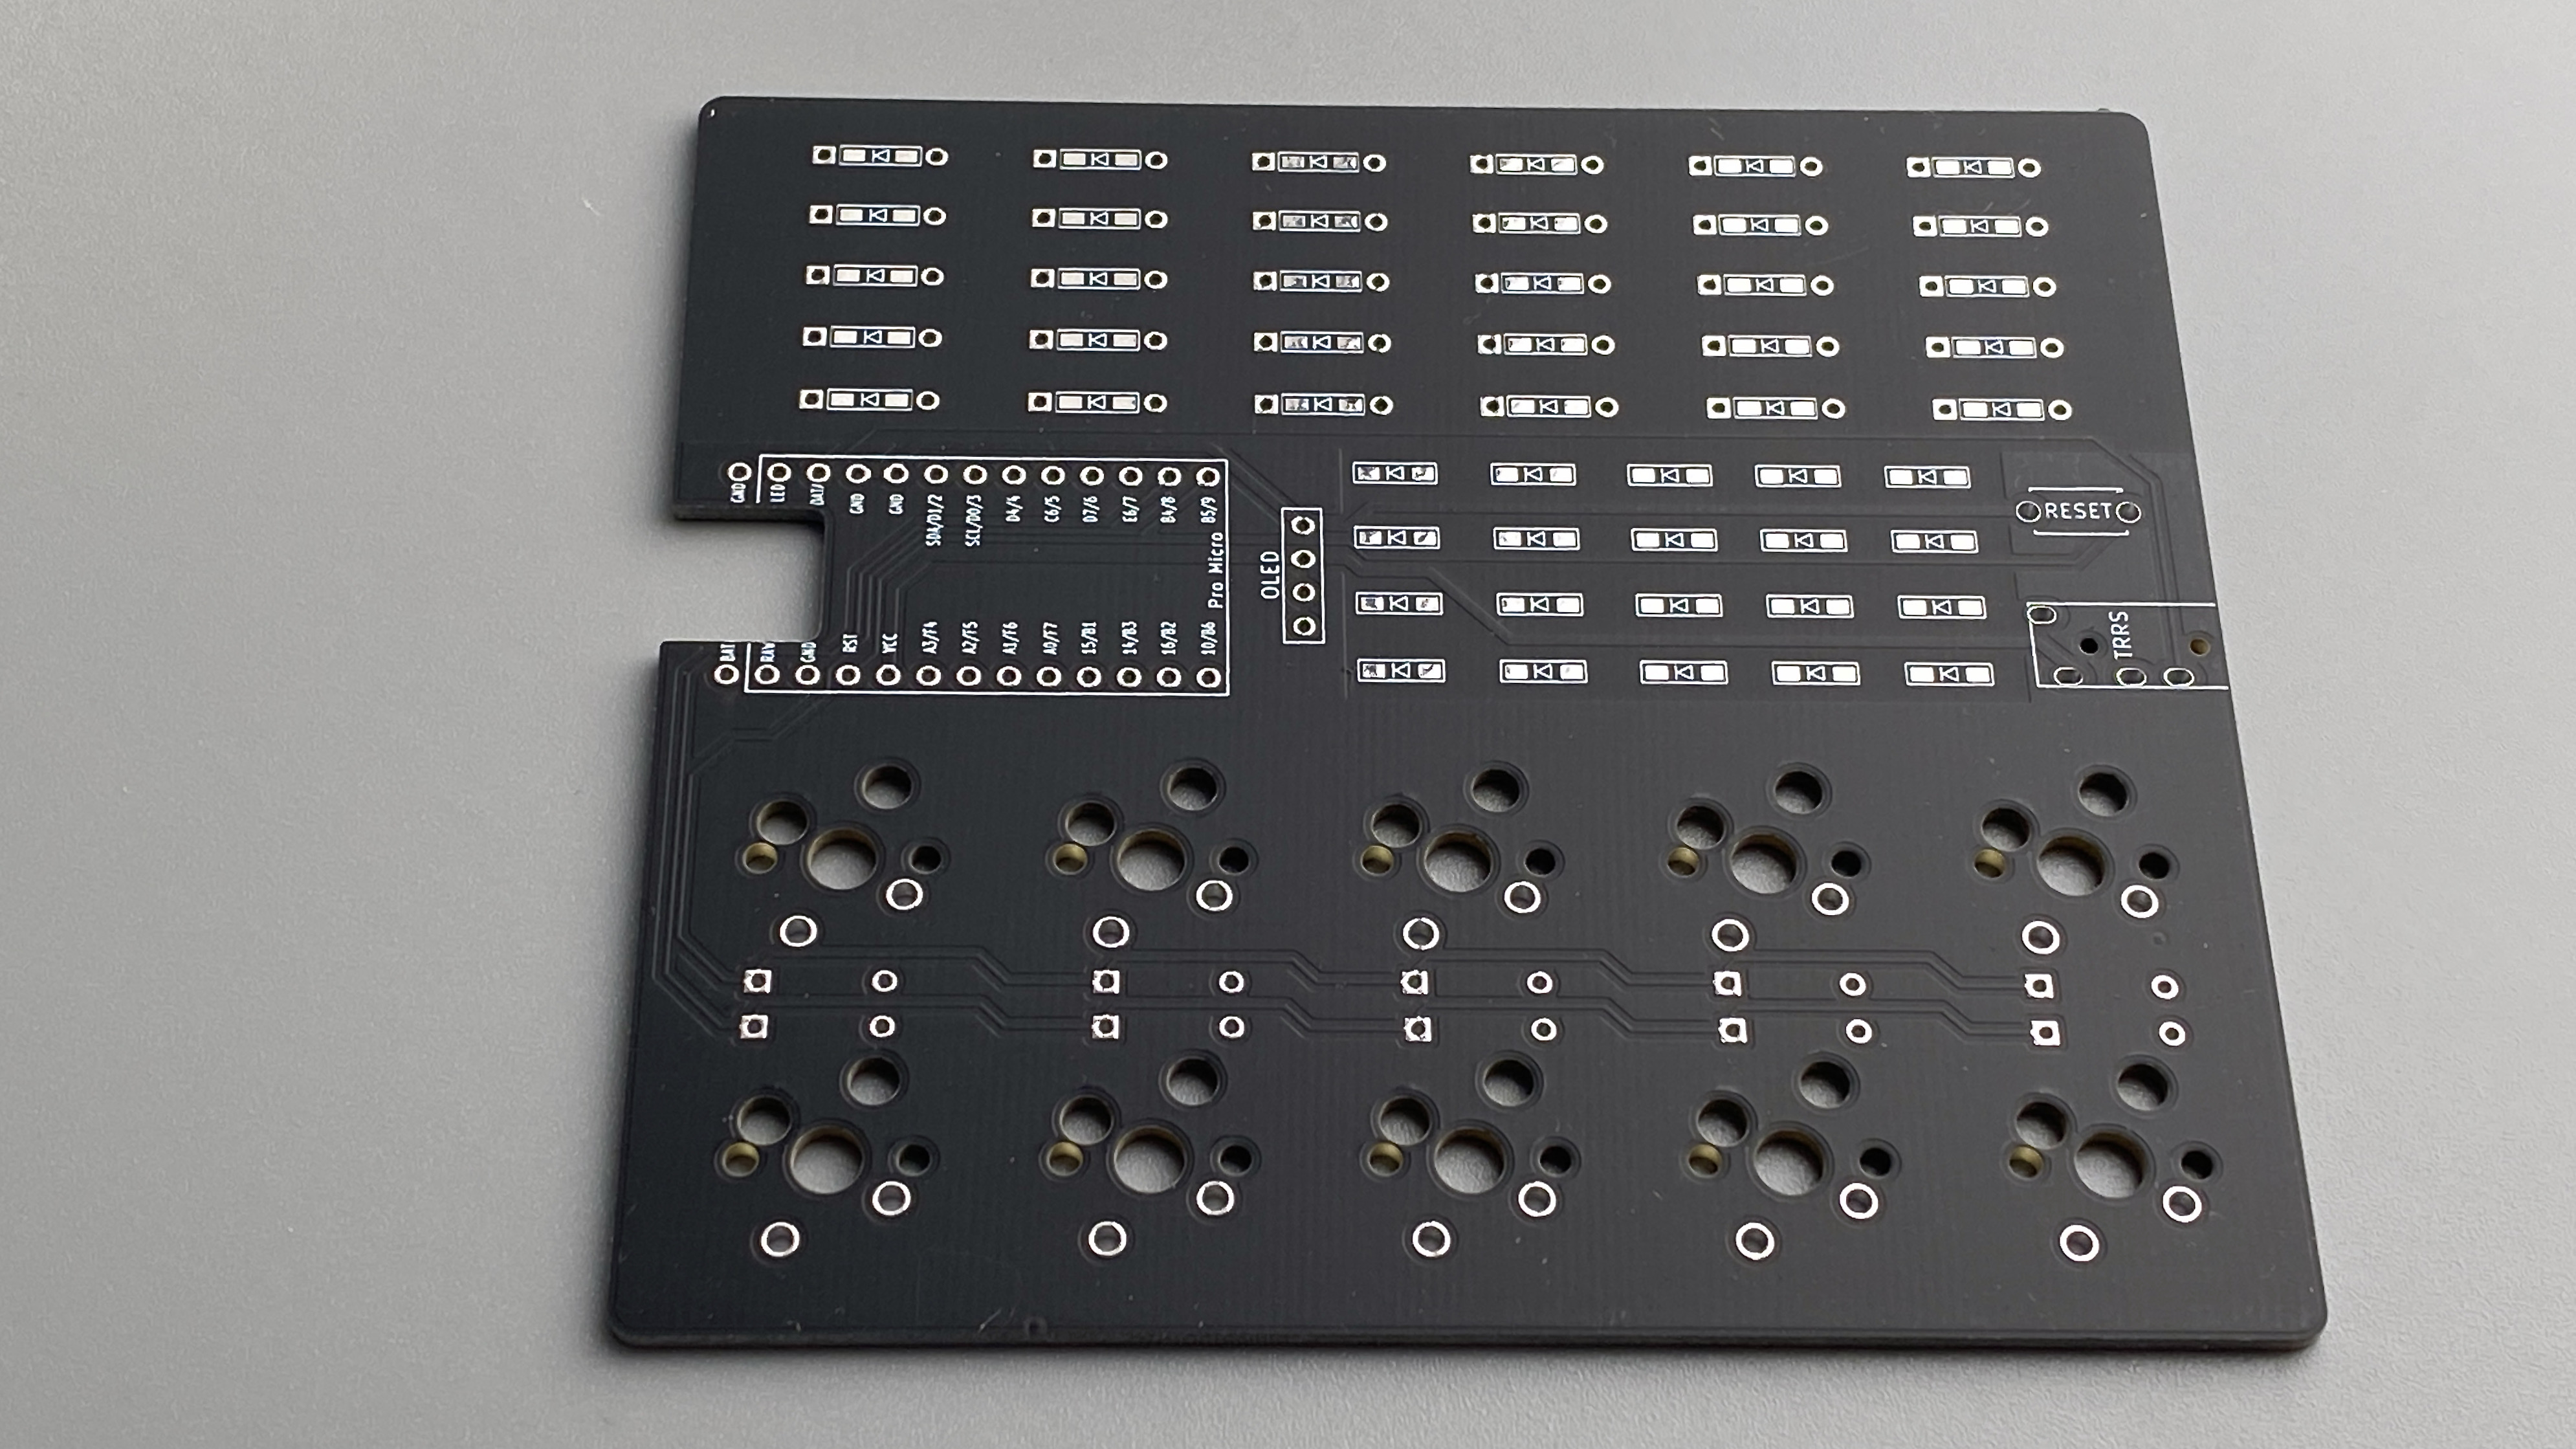 GND
LED
DATA
GND
GND
SDA/D1/2
SCL/D0/3
D4/4
C6/5
D7/6
E6/7
B4/8
B5/9
Pro Micro
OLED
RESET
TRRS
BAT
RAW
GND
RST
VCC
A3/F4
A2/F5
A1/F6
A0/F7
15/B1
14/B3
16/B2
10/B6